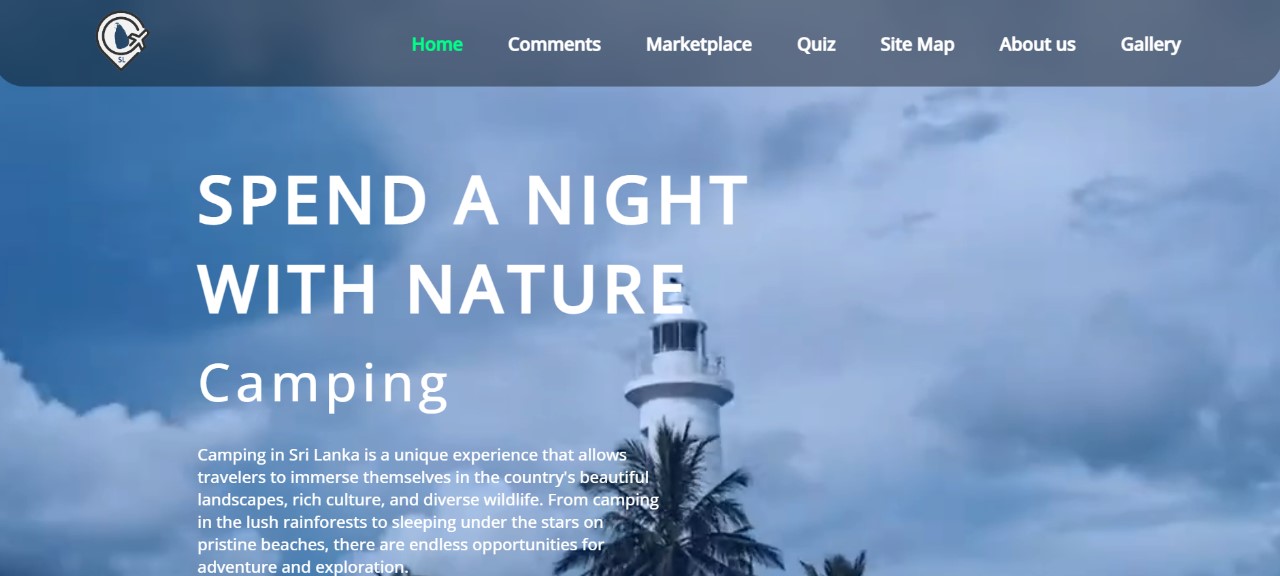 SL
Home Comments Marketplace Quiz Site Map About us Gallery
SPEND A NIGHT
WITH NATURE
Camping
Camping in Sri Lanka is a unique experience that allows
travelers to immerse themselves in the country's beautiful
landscapes, rich culture, and diverse wildlife. From camping
in the lush rainforests to sleeping under the stars on
pristine beaches, there are endless opportunities for
adventure and exploration.